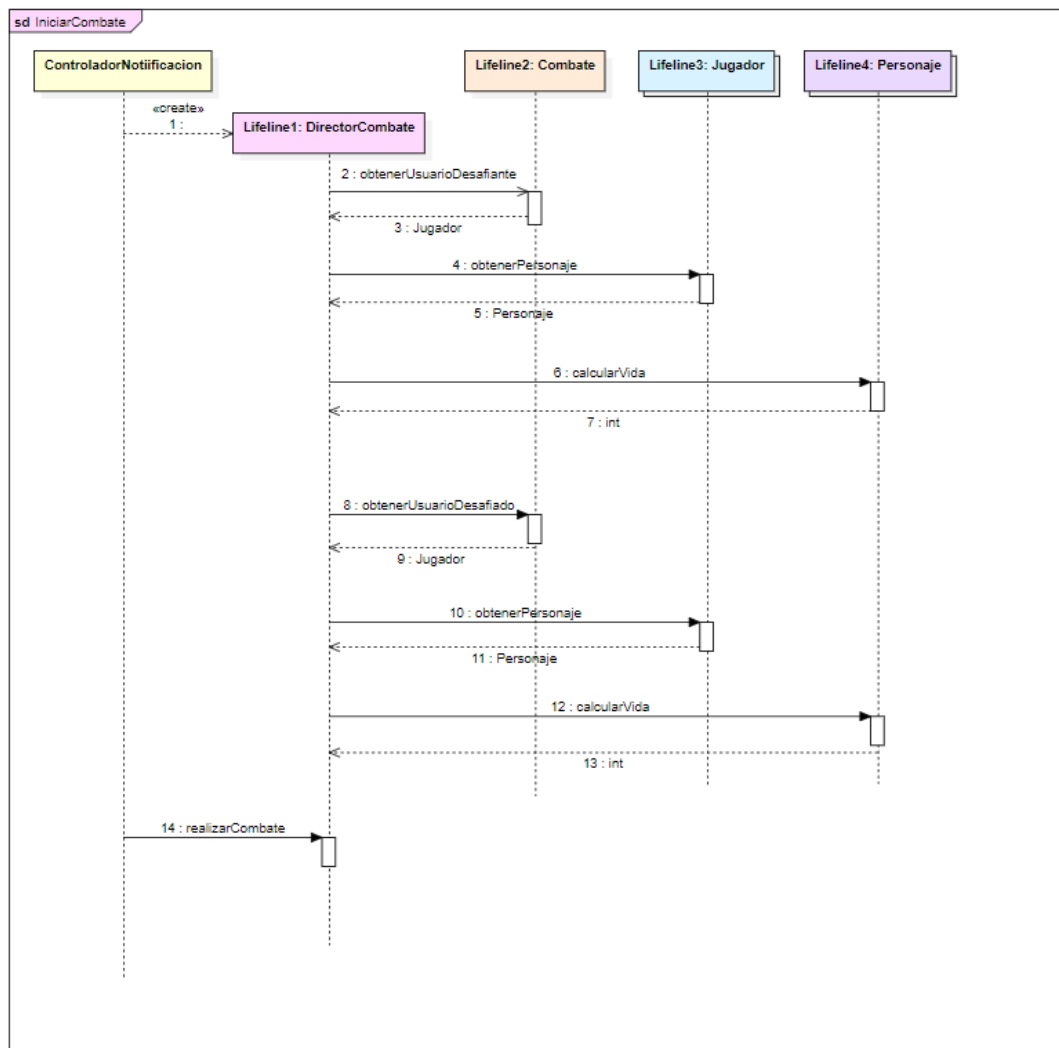 sd IniciarCombate
ControladorNotiificacion
Lifeline2: Combate
Lifeline3: Jugador
Lifeline4: Personaje
«create»
1 :
Lifeline1: DirectorCombate
2 : obtenerUsuarioDesafiante
3 : Jugador
4 : obtenerPersonaje
5 : Personaje
6 : calcularVida
7 : int
8 : obtenerUsuarioDesafiado
9 : Jugador
10 : obtenerPersonaje
11 : Personaje
12 : calcularVida
13 : int
14 : realizarCombate